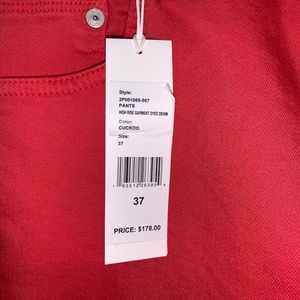 Style:
2P001069-667
PANTS
HIGH RISE GARMENT DYED DENIM
Color:
CUCKOO
Size:
37
37
PRICE: $178.00